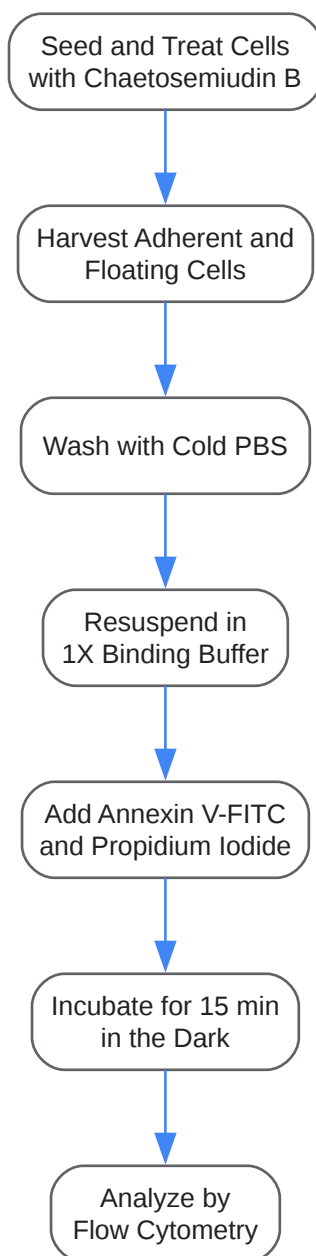 Seed and Treat Cells
with Chaetosemiudin B
Harvest Adherent and
Floating Cells
Wash with Cold PBS
Resuspend in
1X Binding Buffer
Add Annexin V-FITC
and Propidium Iodide
Incubate for 15 min
in the Dark
Analyze by
Flow Cytometry